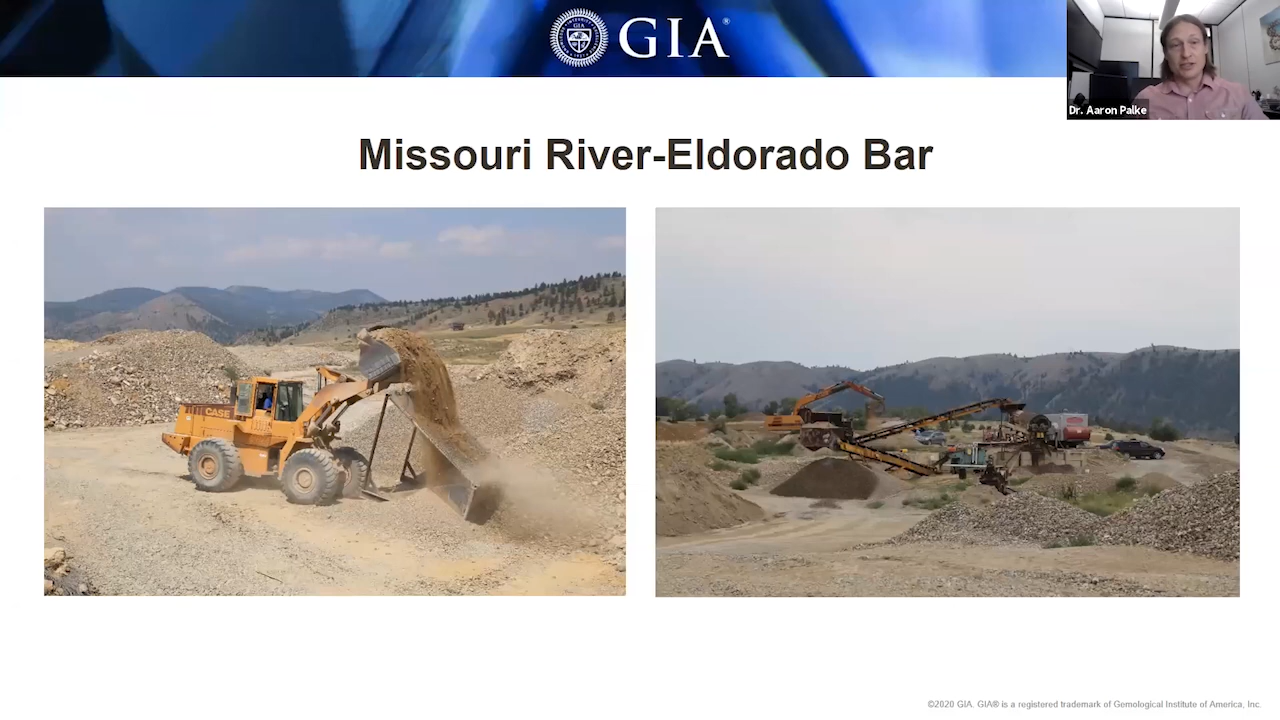 GIA®
Dr. Aaron Palke
Missouri River-Eldorado Bar
CASE
©2020 GIA. GIA® is a registered trademark of Gemological Institute of America, Inc.